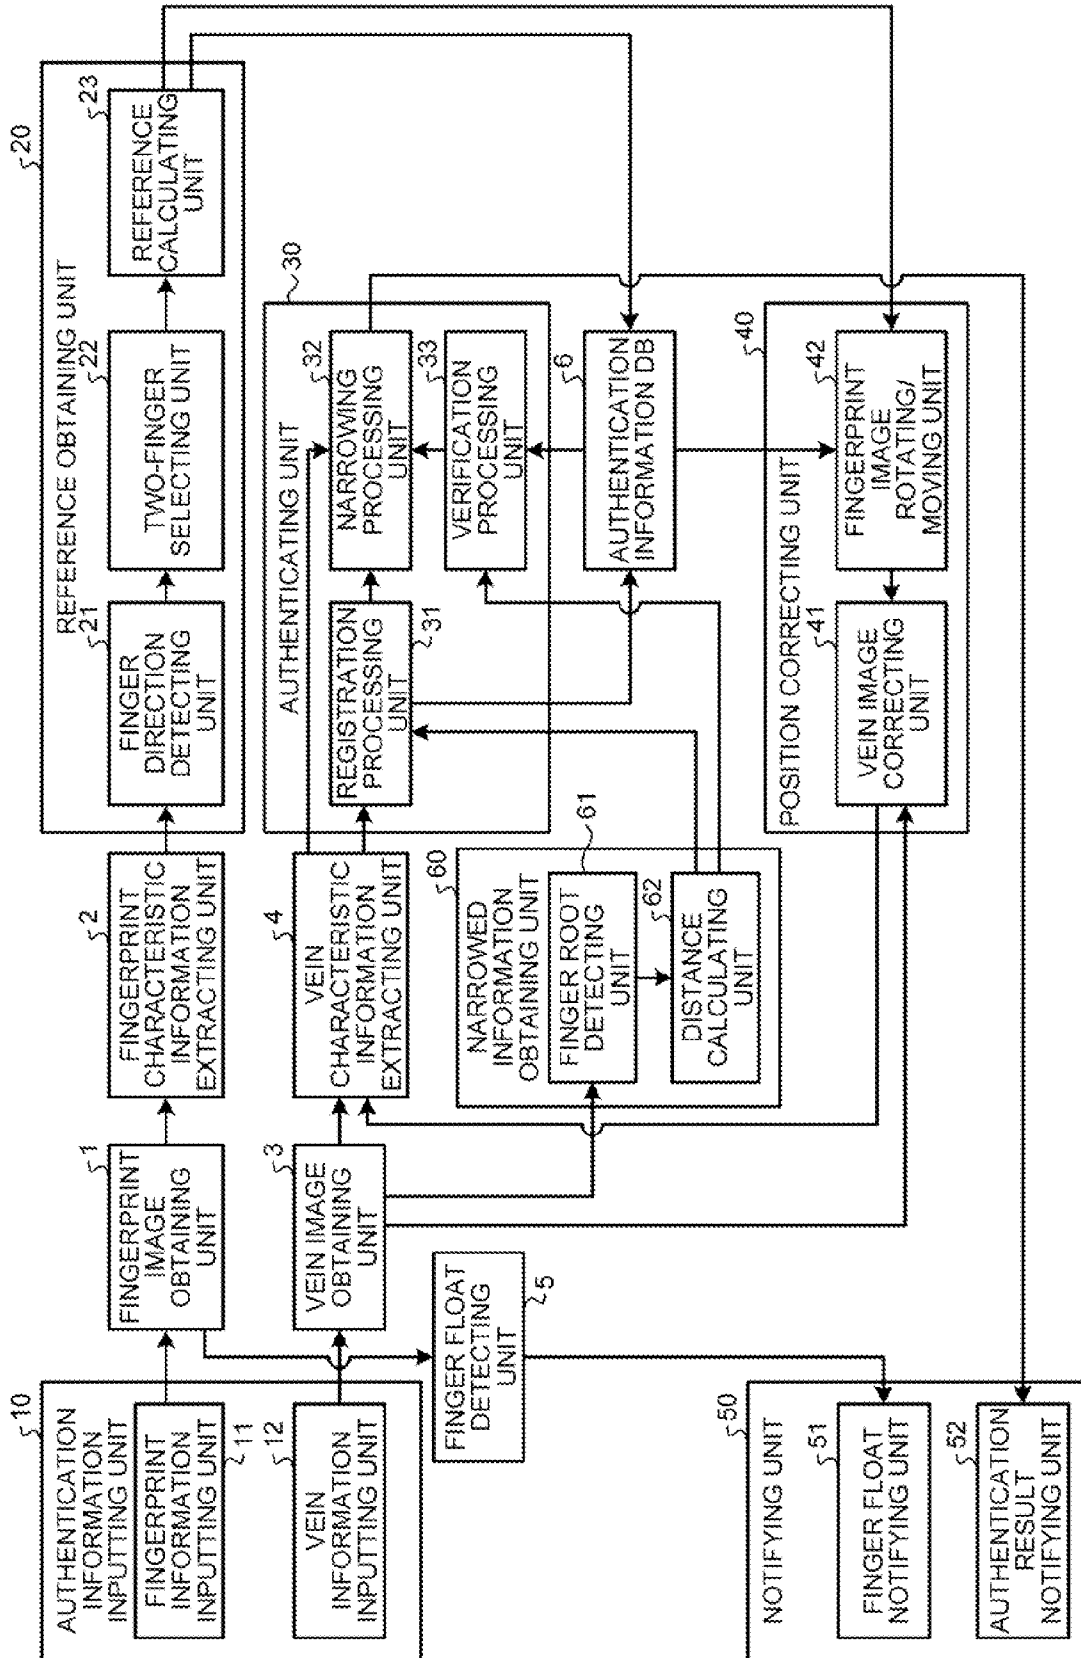 10
AUTHENTICATION
INFORMATION
INPUTTING UNIT
FINGERPRINT
INFORMATION
INPUTTING UNIT
11
12
VEIN
INFORMATION
INPUTTING UNIT
1
FINGERPRINT
IMAGE
OBTAINING
UNIT
2
FINGERPRINT
CHARACTERISTIC
INFORMATION
EXTRACTING UNIT
20
REFERENCE OBTAINING UNIT
21
FINGER
DIRECTION
DETECTING
UNIT
22
TWO-FINGER
SELECTING UNIT
23
REFERENCE
CALCULATING
UNIT
3
VEIN IMAGE
OBTAINING
UNIT
4
VEIN
CHARACTERISTIC
INFORMATION
EXTRACTING UNIT
30
AUTHENTICATING UNIT
REGISTRATION
PROCESSING
UNIT
31
32
NARROWING
PROCESSING
UNIT
33
VERIFICATION
PROCESSING
UNIT
FINGER FLOAT
DETECTING
UNIT
5
60
NARROWED
INFORMATION
OBTAINING UNIT
61
FINGER ROOT
DETECTING
UNIT
62
DISTANCE
CALCULATING
UNIT
6
AUTHENTICATION
INFORMATION DB
40
POSITION CORRECTING UNIT
41
VEIN IMAGE
CORRECTING
UNIT
42
FINGERPRINT
IMAGE
ROTATING/
MOVING UNIT
50
NOTIFYING UNIT
51
FINGER FLOAT
NOTIFYING UNIT
52
AUTHENTICATION
RESULT
NOTIFYING UNIT